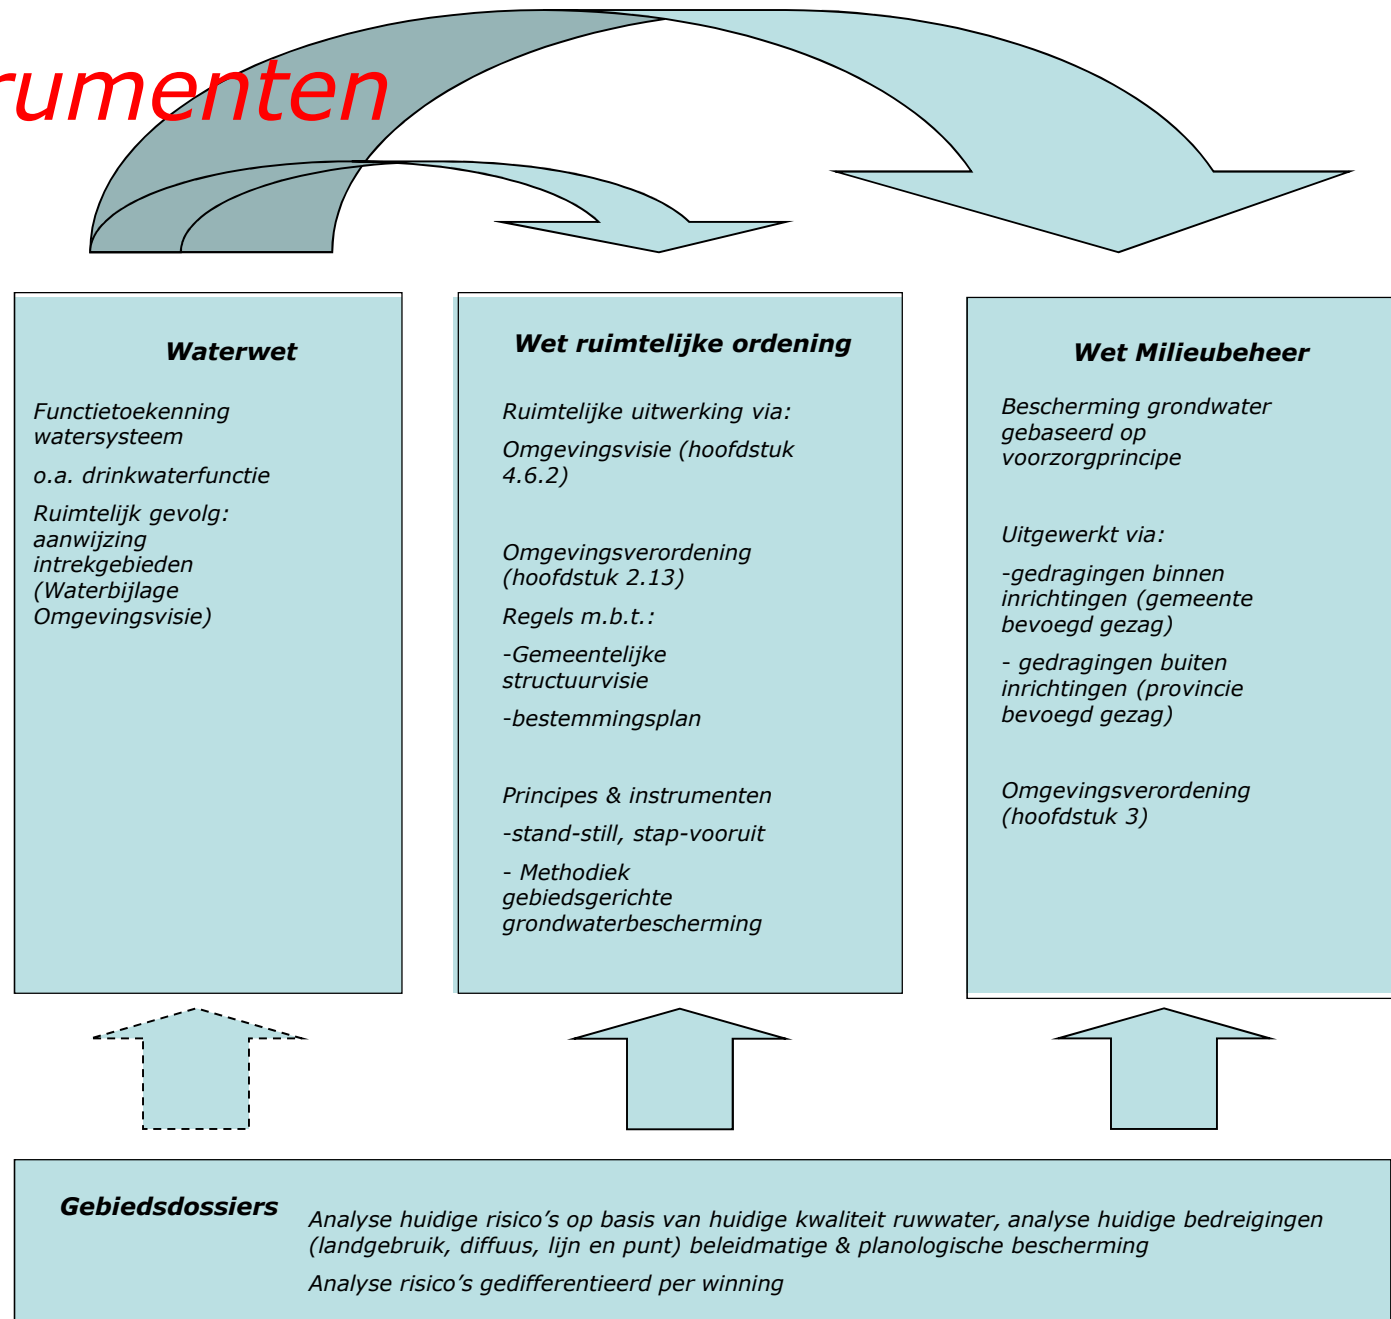 rumenten
Waterwet
Functietoekenning
watersysteem
o.a. drinkwaterfunctie
Ruimtelijk gevolg:
aanwijzing
intrekgebieden
(Waterbijlage
Omgevingsvisie)
Wet ruimtelijke ordening
Ruimtelijke uitwerking via:
Omgevingsvisie (hoofdstuk
4.6.2)
Omgevingsverordening
(hoofdstuk 2.13)
Regels m.b.t.:
-Gemeentelijke
structuurvisie
-bestemmingsplan
Principes & instrumenten
-stand-still, stap-vooruit
- Methodiek
gebiedsgerichte
grondwaterbescherming
Wet Milieubeheer
Bescherming grondwater
gebaseerd op
voorzorgprincipe
Uitgewerkt via:
-gedragingen binnen
inrichtingen (gemeente
bevoegd gezag)
- gedragingen buiten
inrichtingen (provincie
bevoegd gezag)
Omgevingsverordening
(hoofdstuk 3)
Gebiedsdossiers
Analyse huidige risico’s op basis van huidige kwaliteit ruwwater, analyse huidige bedreigingen
(landgebruik, diffuus, lijn en punt) beleidmatige & planologische bescherming
Analyse risico’s gedifferentieerd per winning